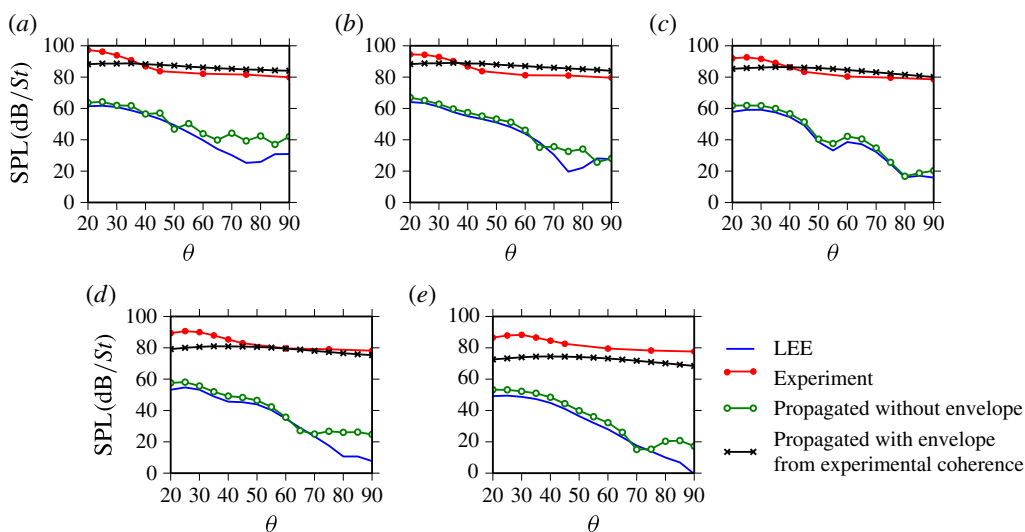 (a)
(b)
(c)
SPL(dB/St)
100
80
60
40
20
0
20 30 40 50 60 70 80 90
θ
100
80
60
40
20
0
20 30 40 50 60 70 80 90
θ
100
80
60
40
20
0
20 30 40 50 60 70 80 90
θ
(d)
(e)
SPL(dB/St)
100
80
60
40
20
0
20 30 40 50 60 70 80 90
θ
100
80
60
40
20
0
20 30 40 50 60 70 80 90
θ
LEE
Experiment
Propagated without envelope
Propagated with envelope
from experimental coherence